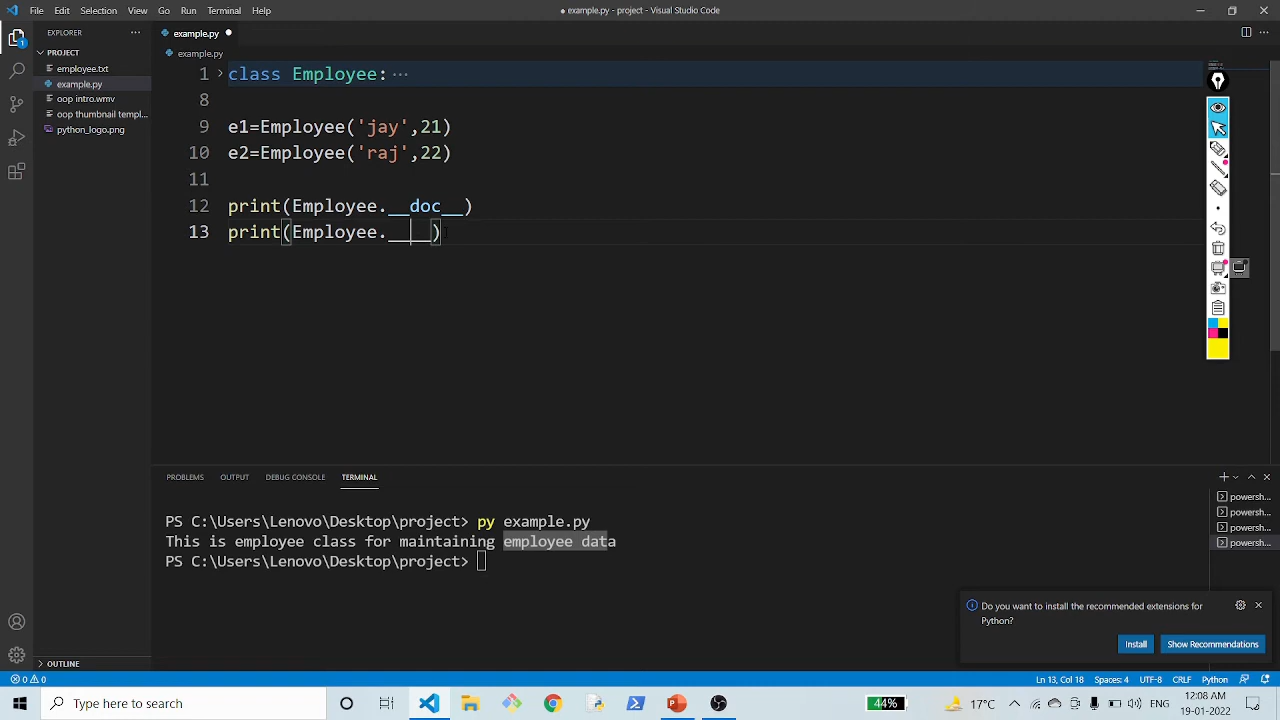 File Edit Selection View Go Run Terminal Help
● example.py - project - Visual Studio Code
EXPLORER
PROJECT
employee.txt
example.py
oop intro.wmv
oop thumbnail templ...
python_logo.png
OUTLINE
1
example.py
example.py
1 class Employee:···
8
9 e1=Employee('jay',21)
10 e2=Employee('raj',22)
11
12 print(Employee.__doc__)
13 print(Employee.____)
PROBLEMS OUTPUT DEBUG CONSOLE TERMINAL
PS C:\Users\Lenovo\Desktop\project> py example.py
This is employee class for maintaining employee data
PS C:\Users\Lenovo\Desktop\project>
powersh...
powersh...
powersh...
powersh...
Do you want to install the recommended extensions for
Python?
Install Show Recommendations
0 0 Ln 13, Col 18 Spaces: 4 UTF-8 CRLF Python
Type here to search 44% 17°C ENG 12:08 AM
19-01-2022